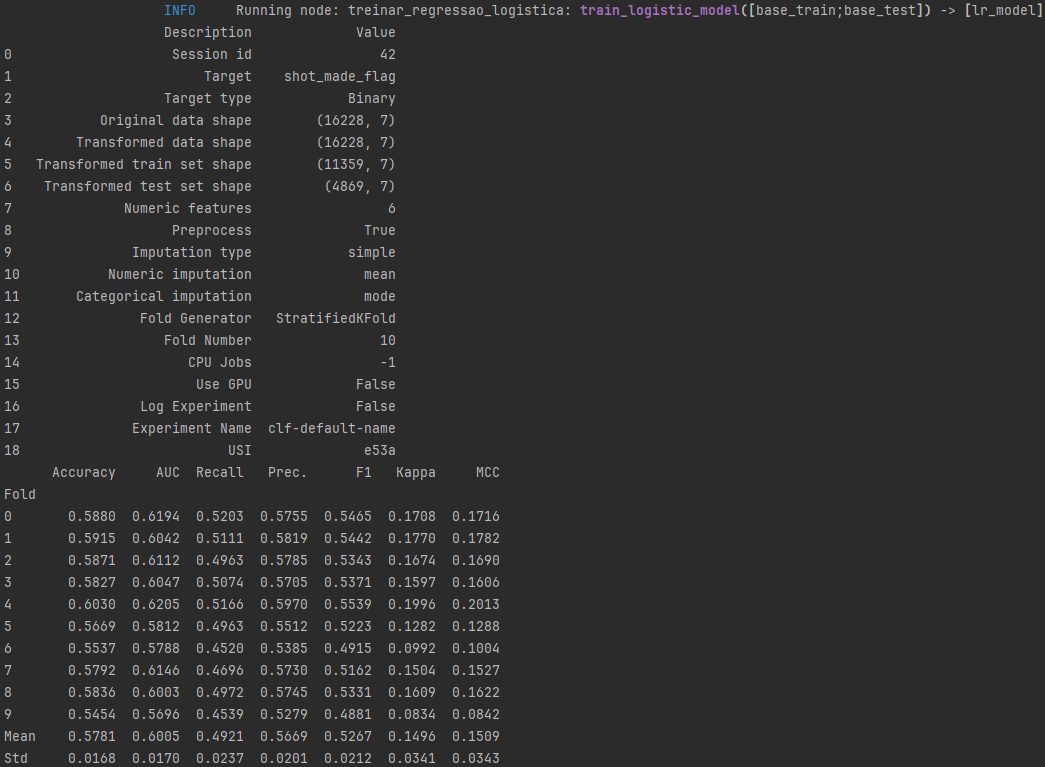 INFO Running node: treinar_regressao_logistica: train_logistic_model([base_train;base_test]) -> [lr_model]
Description Value
0 Session id 42
1 Target shot_made_flag
2 Target type Binary
3 Original data shape (16228, 7)
4 Transformed data shape (16228, 7)
5 Transformed train set shape (11359, 7)
6 Transformed test set shape (4869, 7)
7 Numeric features 6
8 Preprocess True
9 Imputation type simple
10 Numeric imputation mean
11 Categorical imputation mode
12 Fold Generator StratifiedKFold
13 Fold Number 10
14 CPU Jobs -1
15 Use GPU False
16 Log Experiment False
17 Experiment Name clf-default-name
18 USI e53a
Accuracy AUC Recall Prec. F1 Kappa MCC
Fold
0 0.5880 0.6194 0.5203 0.5755 0.5465 0.1708 0.1716
1 0.5915 0.6042 0.5111 0.5819 0.5442 0.1770 0.1782
2 0.5871 0.6112 0.4963 0.5785 0.5343 0.1674 0.1690
3 0.5827 0.6047 0.5074 0.5705 0.5371 0.1597 0.1606
4 0.6030 0.6205 0.5166 0.5970 0.5539 0.1996 0.2013
5 0.5669 0.5812 0.4963 0.5512 0.5223 0.1282 0.1288
6 0.5537 0.5788 0.4520 0.5385 0.4915 0.0992 0.1004
7 0.5792 0.6146 0.4696 0.5730 0.5162 0.1504 0.1527
8 0.5836 0.6003 0.4972 0.5745 0.5331 0.1609 0.1622
9 0.5454 0.5696 0.4539 0.5279 0.4881 0.0834 0.0842
Mean 0.5781 0.6005 0.4921 0.5669 0.5267 0.1496 0.1509
Std 0.0168 0.0170 0.0237 0.0201 0.0212 0.0341 0.0343